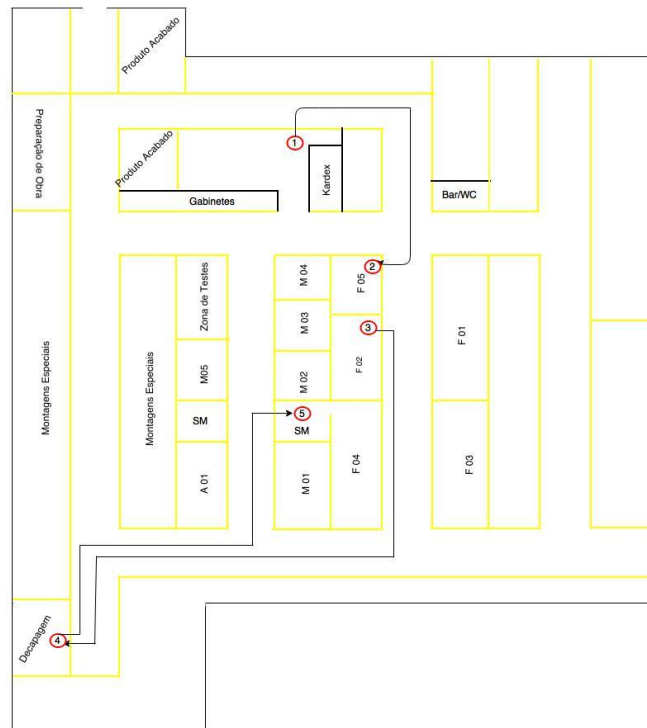 Produto Acabado
Preparação de Obra
Produto Acabado
1
Kardex
Gabinetes
Bar/WC
Montagens Especiais
Montagens Especiais
Zona de Testes
M05
SM
A 01
M 04
M 03
M 02
5
SM
M 01
2
F 05
3
F 02
F 04
F 01
F 03
Decapagem
4